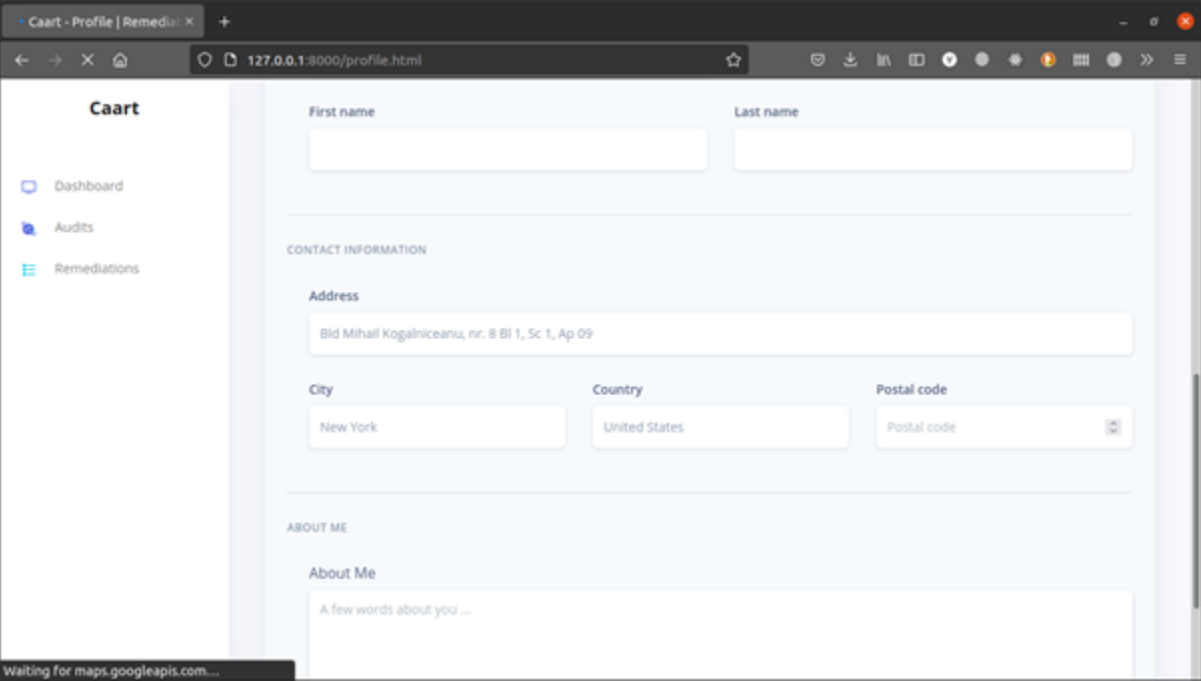 Caart - Profile | Remediat
127.0.0.1:8000/profile.html
Caart
Dashboard
Audits
Remediations
First name
Last name
CONTACT INFORMATION
Address
Bld Mihail Kogalniceanu, nr. 8 Bl 1, Sc 1, Ap 09
City
Country
Postal code
New York
United States
Postal code
ABOUT ME
About Me
A few words about you ...
Waiting for maps.googleapis.com...